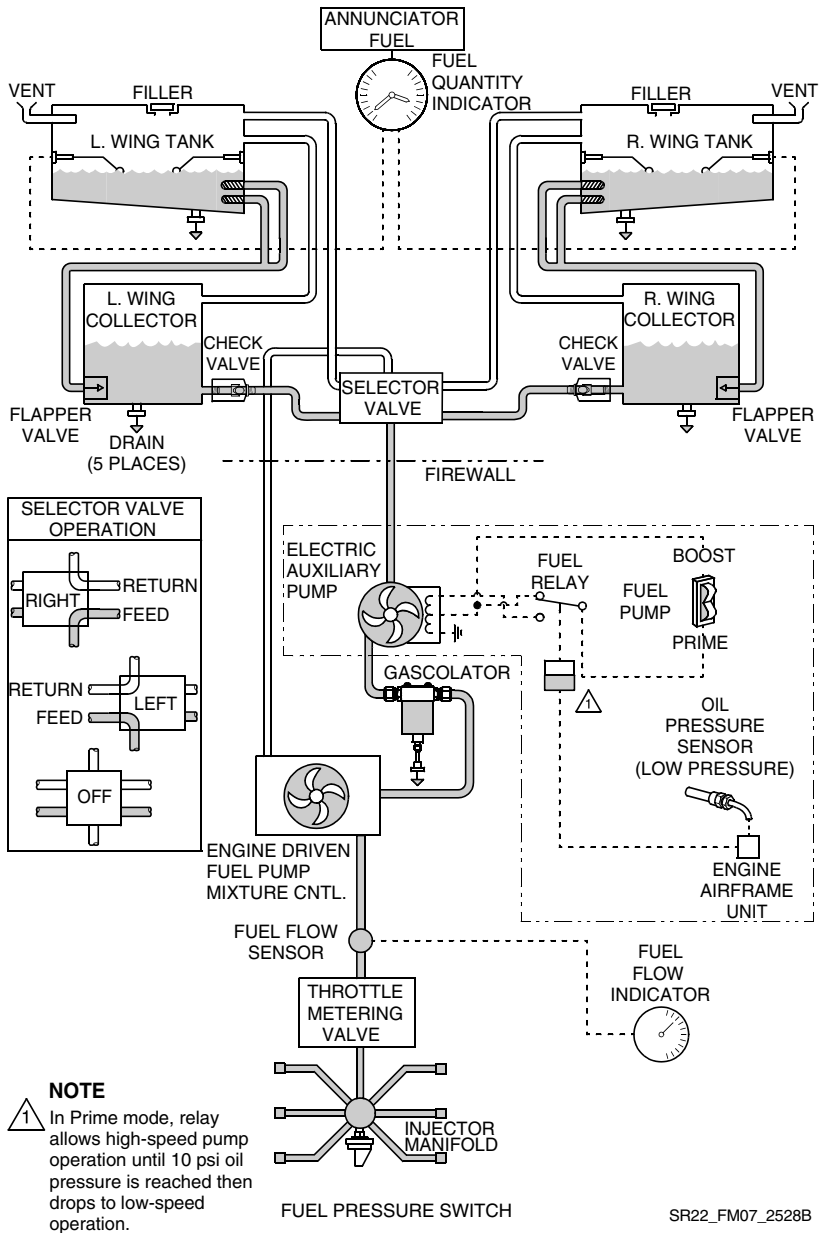 ANNUNCIATOR
FUEL
FUEL
QUANTITY
INDICATOR
VENT
FILLER
L. WING TANK
FILLER
VENT
R. WING TANK
L. WING
COLLECTOR
R. WING
COLLECTOR
CHECK
VALVE
CHECK
VALVE
SELECTOR
VALVE
FLAPPER
VALVE
DRAIN
(5 PLACES)
FLAPPER
VALVE
FIREWALL
SELECTOR VALVE
OPERATION
RIGHT
RETURN
FEED
RETURN
FEED
LEFT
OFF
ELECTRIC
AUXILIARY
PUMP
FUEL
RELAY
BOOST
FUEL
PUMP
PRIME
GASCOLATOR
1
OIL
PRESSURE
SENSOR
(LOW PRESSURE)
ENGINE
AIRFRAME
UNIT
ENGINE DRIVEN
FUEL PUMP
MIXTURE CNTL.
FUEL FLOW
SENSOR
FUEL
FLOW
INDICATOR
THROTTLE
METERING
VALVE
INJECTOR
MANIFOLD
FUEL PRESSURE SWITCH
NOTE
1
In Prime mode, relay
allows high-speed pump
operation until 10 psi oil
pressure is reached then
drops to low-speed
operation.
SR22_FM07_2528B